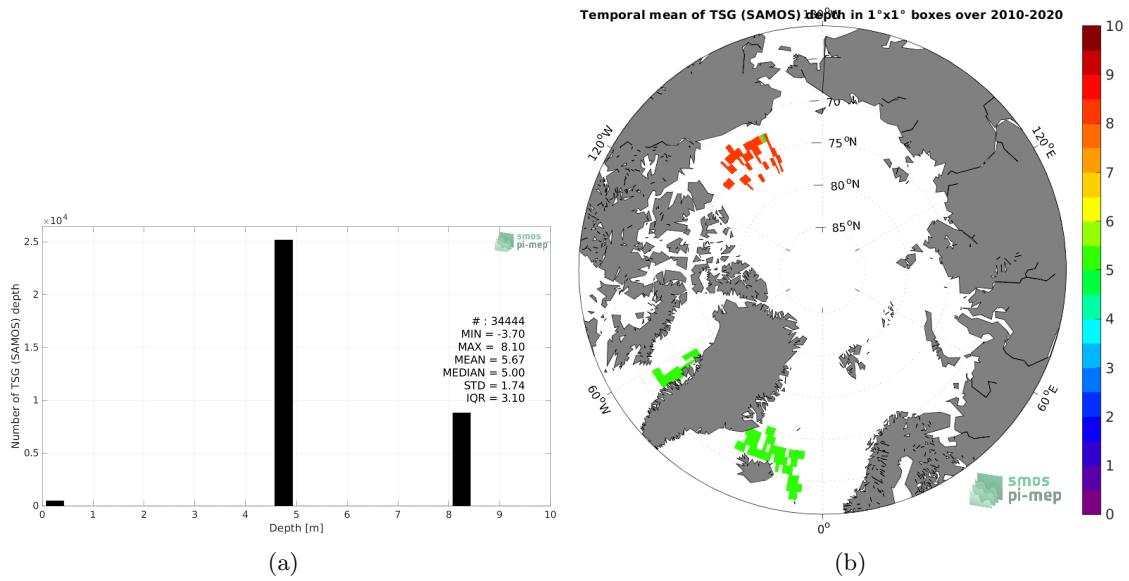 Temporal mean of TSG (SAMOS) depth in 1°x1° boxes over 2010-2020
×10⁴
2.5
2
1.5
1
0.5
0
Number of TSG (SAMOS) depth
smos
pi-mep
# : 34444
MIN = -3.70
MAX = 8.10
MEAN = 5.67
MEDIAN = 5.00
STD = 1.74
IQR = 3.10
0 1 2 3 4 5 6 7 8 9 10
Depth [m]
(a)
180°W
120°W
120°E
70°N
75°N
80°N
85°N
60°W
60°E
0°
smos
pi-mep
10
9
8
7
6
5
4
3
2
1
0
(b)